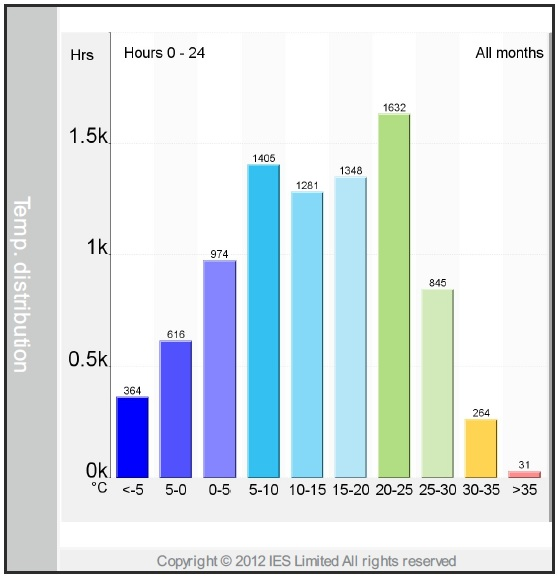 Temp. distribution
Hrs
Hours 0 - 24
All months
1.5k
1k
0.5k
0k
364
616
974
1405
1281
1348
1632
845
264
31
°C
<-5
5-0
0-5
5-10
10-15
15-20
20-25
25-30
30-35
>35
Copyright © 2012 IES Limited All rights reserved